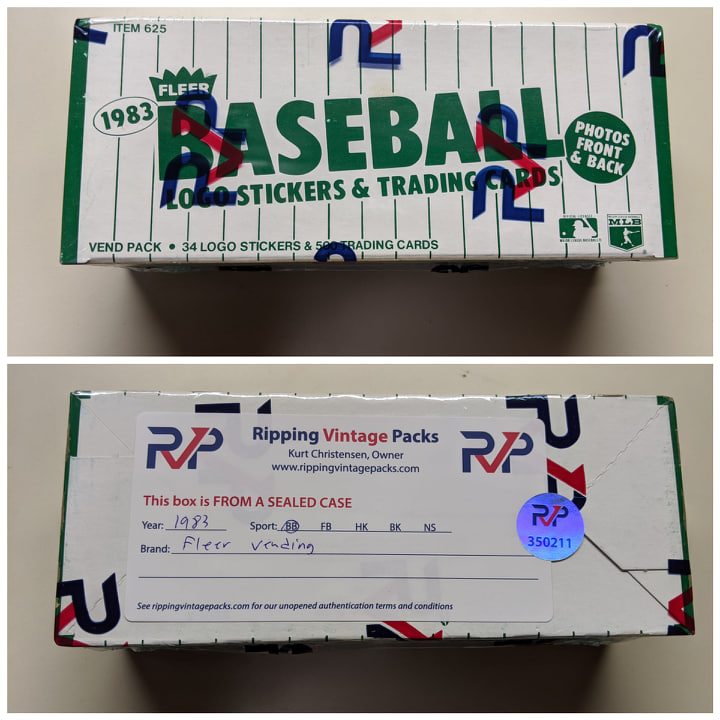 ITEM 625
FLEER
1983
BASEBALL
LOGO STICKERS & TRADING CARDS
PHOTOS
FRONT
& BACK
MLB
VEND PACK • 34 LOGO STICKERS & 500 TRADING CARDS
RVP
Ripping Vintage Packs
RVP
Kurt Christensen, Owner
www.rippingvintagepacks.com
This box is FROM A SEALED CASE
Year: 1983 Sport: BB FB HK BK NS
Brand: Fleer vending
RVP
350211
See rippingvintagepacks.com for our unopened authentication terms and conditions